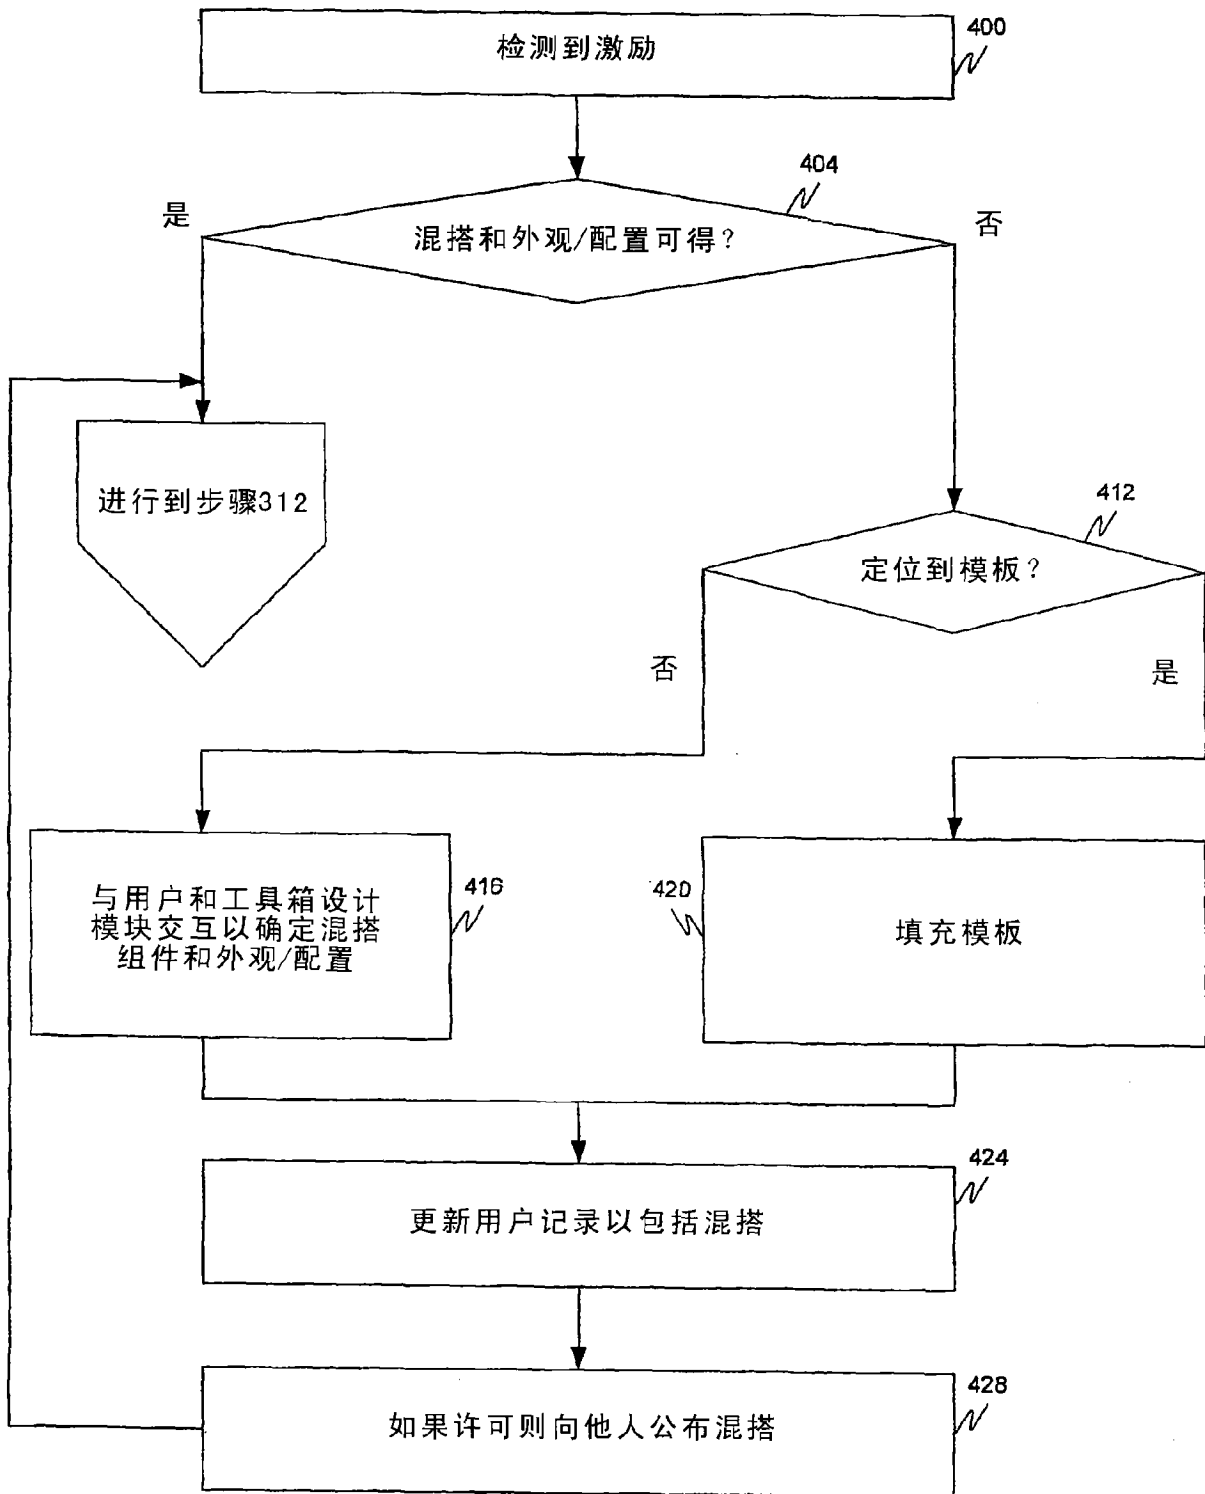 检测到激励
400
404
是
混搭和外观/配置可得？
否
进行到步骤312
412
定位到模板？
否
是
与用户和工具箱设计
模块交互以确定混搭
组件和外观/配置
416
420
填充模板
424
更新用户记录以包括混搭
428
如果许可则向他人公布混搭